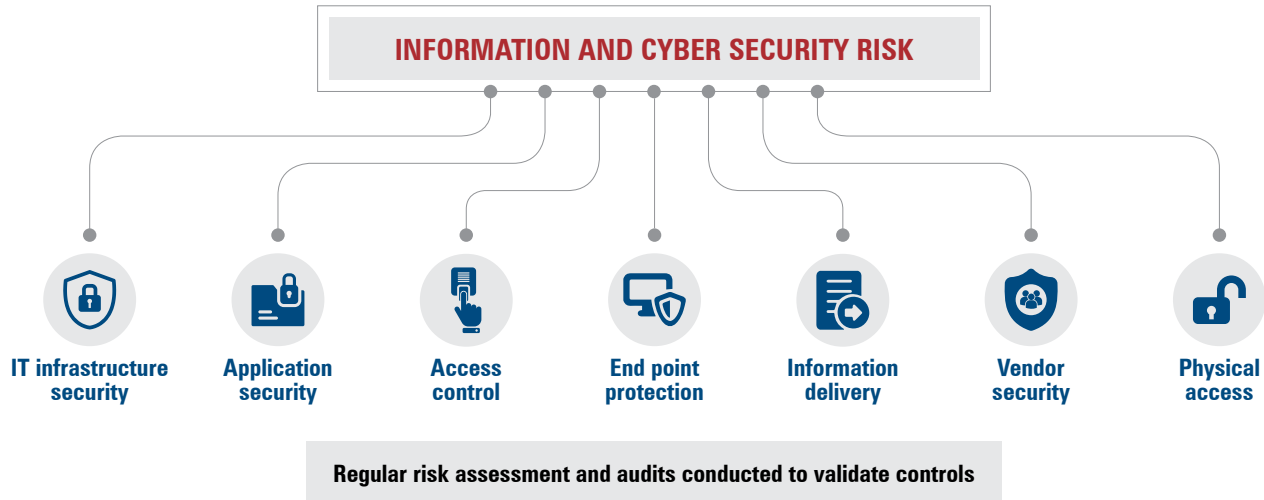 INFORMATION AND CYBER SECURITY RISK
IT infrastructure
security
Application
security
Access
control
End point
protection
Information
delivery
Vendor
security
Physical
access
Regular risk assessment and audits conducted to validate controls